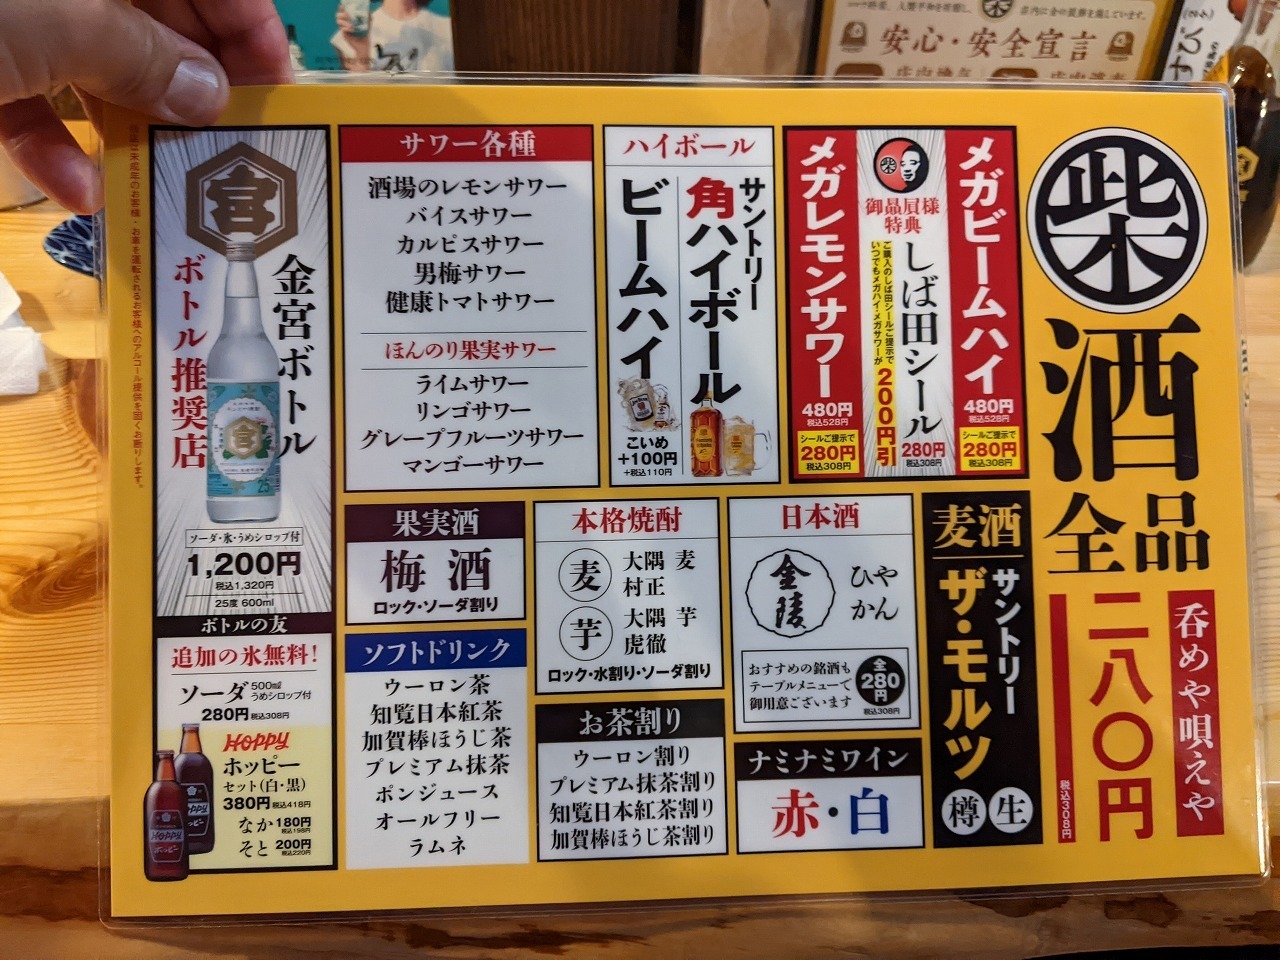 安心・安全宣言
柴
酒
全品
二八〇円
税込308円
呑めや唄えや
メガビームハイ
480円
税込528円
シールご提示で
280円
税込308円
御贔屓様
特典
しば田シール
280円
税込308円
ご購入のしば田シールご提示で
いつでもメガハイ・メガサワーが
200円引
メガレモンサワー
480円
税込528円
シールご提示で
280円
税込308円
ハイボール
サントリー
角ハイボール
ビームハイ
こいめ
+100円
+税込110円
サワー各種
酒場のレモンサワー
バイスサワー
カルピスサワー
男梅サワー
健康トマトサワー
ほんのり果実サワー
ライムサワー
リンゴサワー
グレープフルーツサワー
マンゴーサワー
宮
金宮ボトル
ボトル推奨店
25
ソーダ・氷・うめシロップ付
1,200円
税込1,320円
25度 600ml
ボトルの友
追加の氷無料!
ソーダ 500ml うめシロップ付
280円 税込308円
HOPPY
ホッピー
セット(白・黒)
380円 税込418円
なか 180円 税込198円
そと 200円 税込220円
果実酒
梅酒
ロック・ソーダ割り
ソフトドリンク
ウーロン茶
知覧日本紅茶
加賀棒ほうじ茶
プレミアム抹茶
ポンジュース
オールフリー
ラムネ
本格焼酎
麦 大隅 麦
村正
芋 大隅 芋
虎徹
ロック・水割り・ソーダ割り
お茶割り
ウーロン割り
プレミアム抹茶割り
知覧日本紅茶割り
加賀棒ほうじ茶割り
日本酒
金陵
ひや
かん
おすすめの銘酒も
テーブルメニューで
御用意ございます
全280円
税込308円
ナミナミワイン
赤・白
麦酒
サントリー
ザ・モルツ
樽生